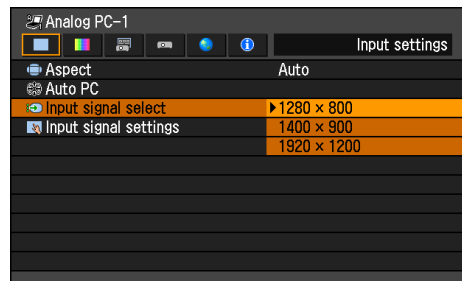 Analog PC-1
Input settings
Aspect Auto
Auto PC
Input signal select 1280 × 800
Input signal settings 1400 × 900
1920 × 1200